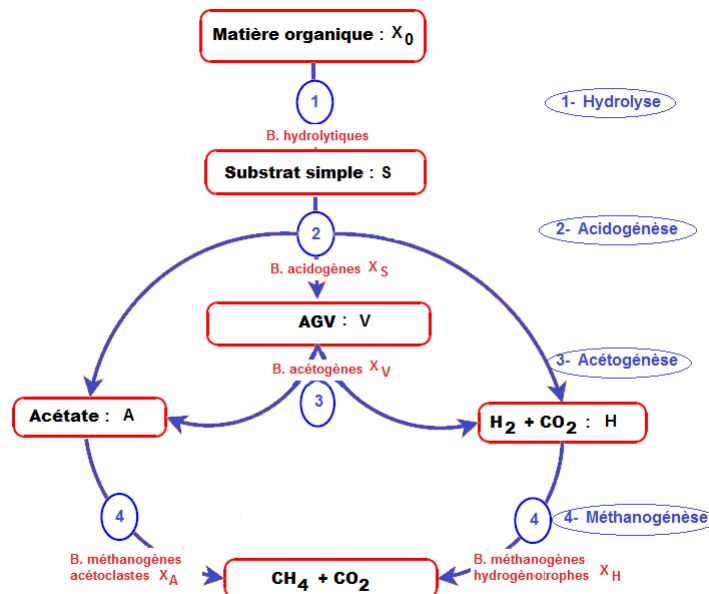 Matière organique : X0
1
1- Hydrolyse
B. hydrolytiques
Substrat simple : S
2
2- Acidogénèse
B. acidogènes XS
AGV : V
3- Acétogénèse
B. acétogènes XV
3
Acétate : A
H2 + CO2 : H
4
4
4- Méthanogénèse
B. méthanogènes
acétoclastes XA
B. méthanogènes
hydrogènotrophes XH
CH4 + CO2